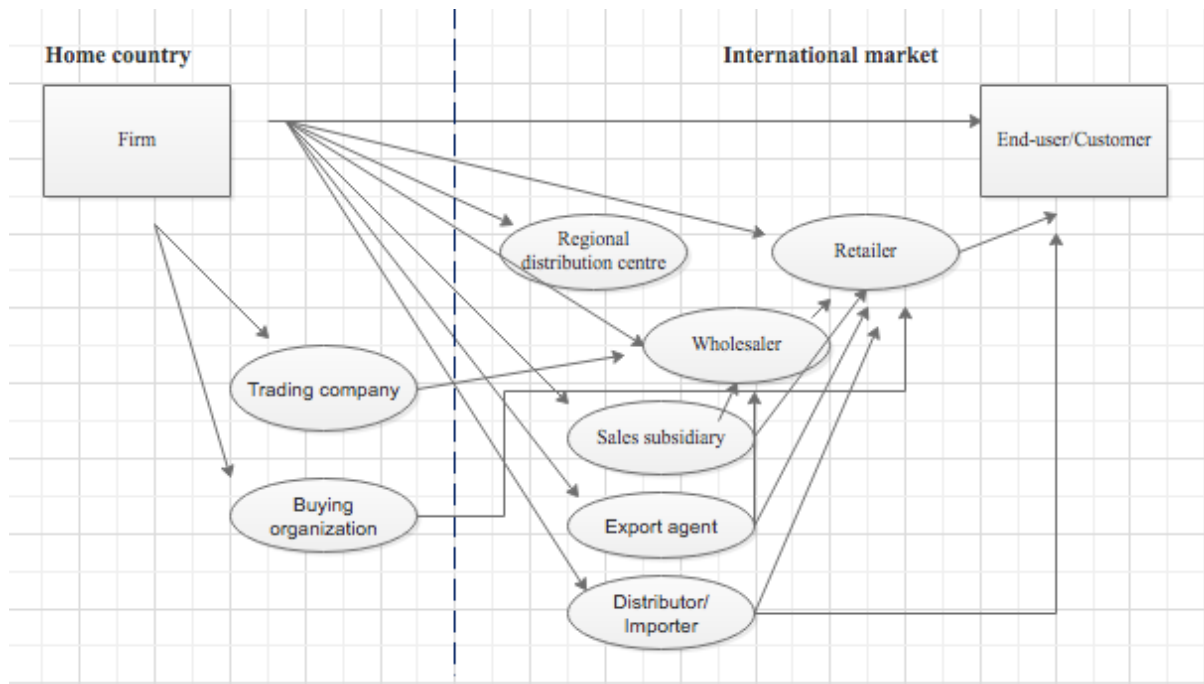 Home country
International market
Firm
End-user/Customer
Regional
distribution centre
Retailer
Wholesaler
Trading company
Sales subsidiary
Buying
organization
Export agent
Distributor/
Importer